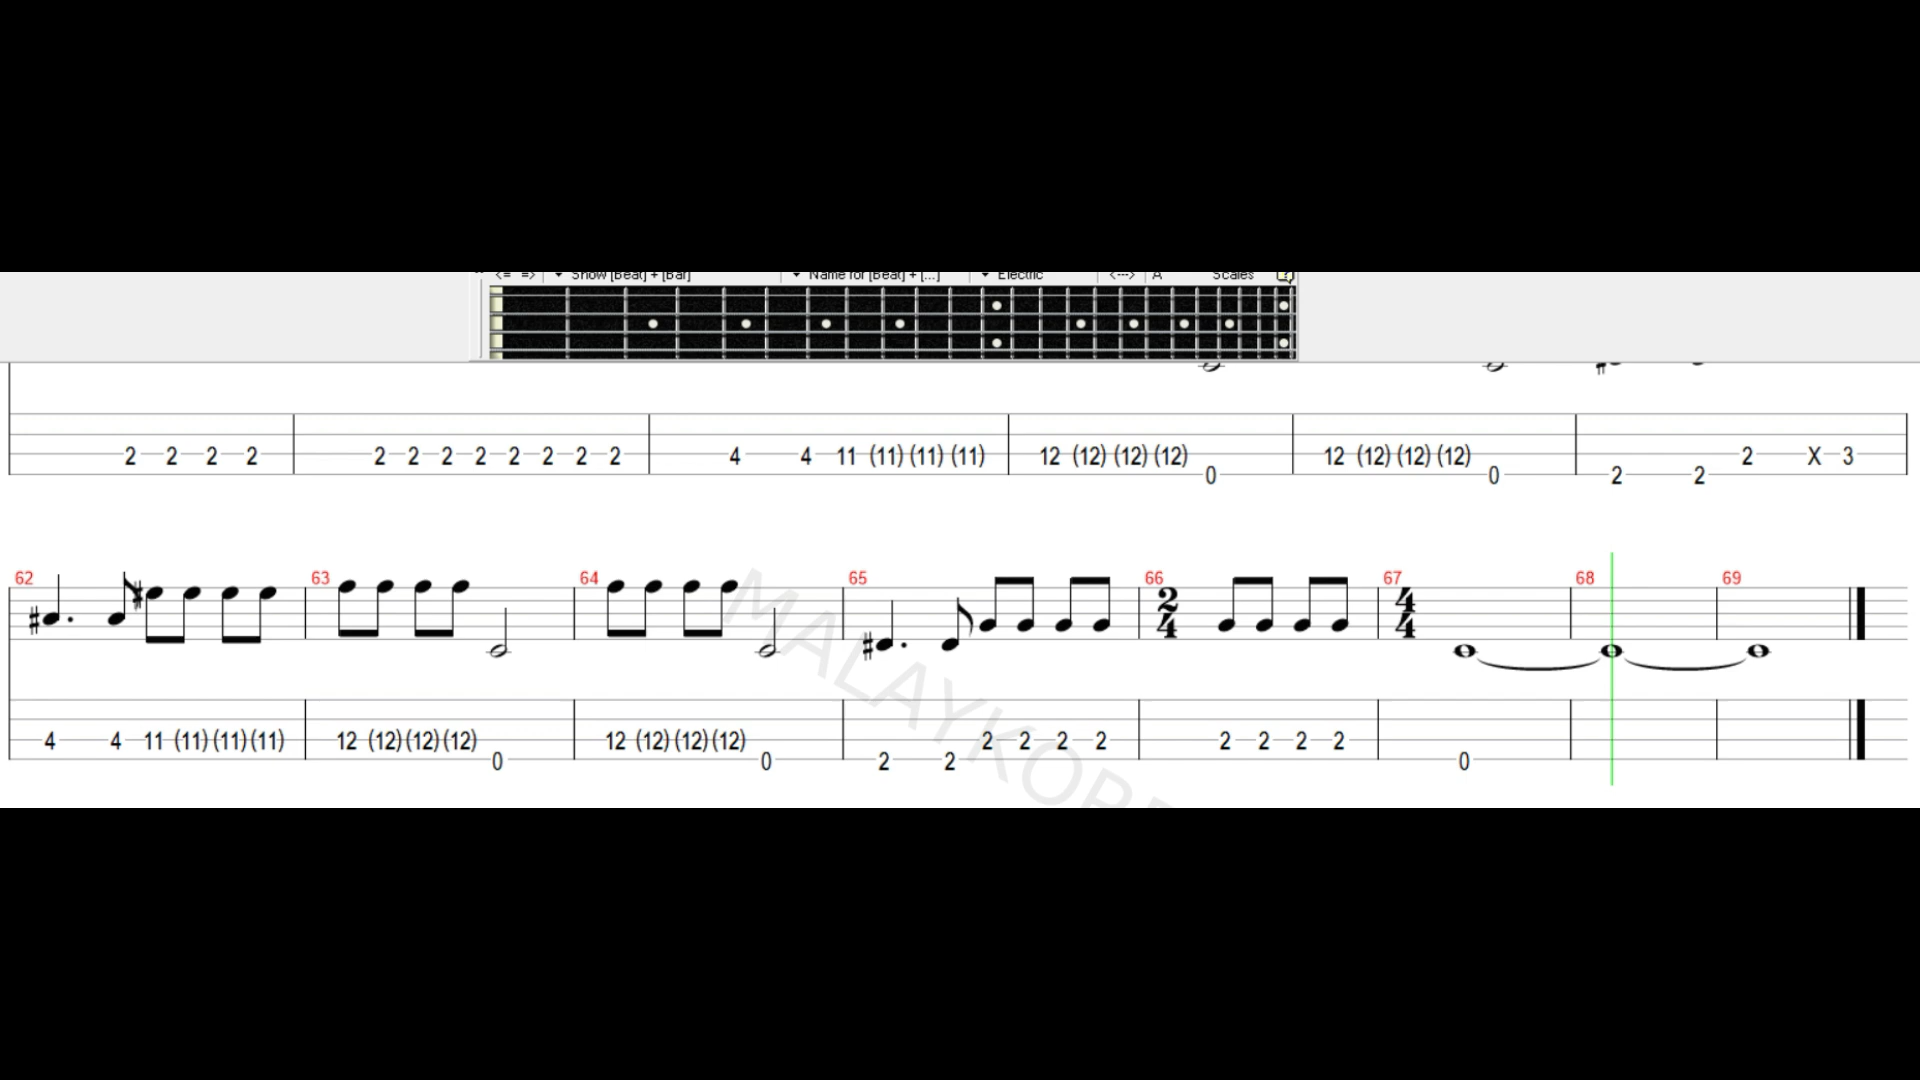 <= => Show [Beat] + [Bar] Name for [Beat] + [...] Electric <---> A Scales ?
2 2 2 2 2 2 2 2 2 2 2 2 4 4 11 (11) (11) (11) 12 (12) (12) (12) 12 (12) (12) (12) 2 X 3
0 0 2 2
62 63 64 65 66 67 68 69
2 4 4 4
4 4 11 (11) (11) (11) 12 (12) (12) (12) 12 (12) (12) (12) 2 2 2 2 2 2 2 2
0 0 2 2 0
MALAYKOR